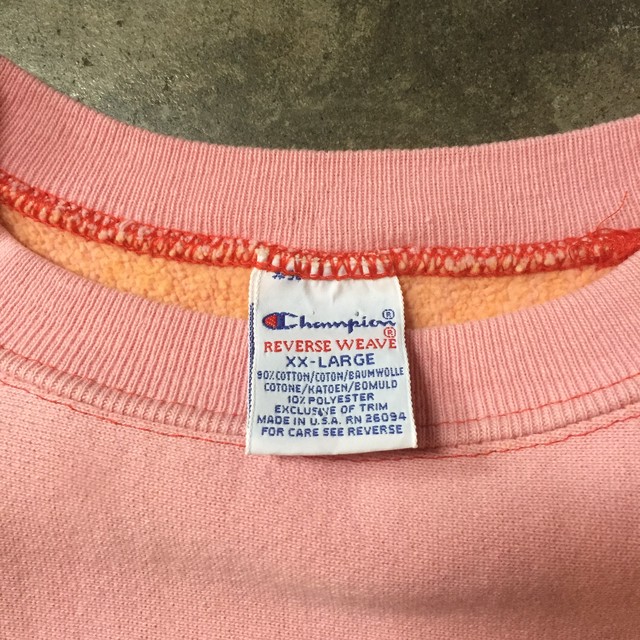 Champion®
REVERSE WEAVE®
XX-LARGE
90% COTTON/COTON/BAUMWOLLE
COTONE/KATOEN/BOMULD
10% POLYESTER
EXCLUSIVE OF TRIM
MADE IN U.S.A. RN 26094
FOR CARE SEE REVERSE